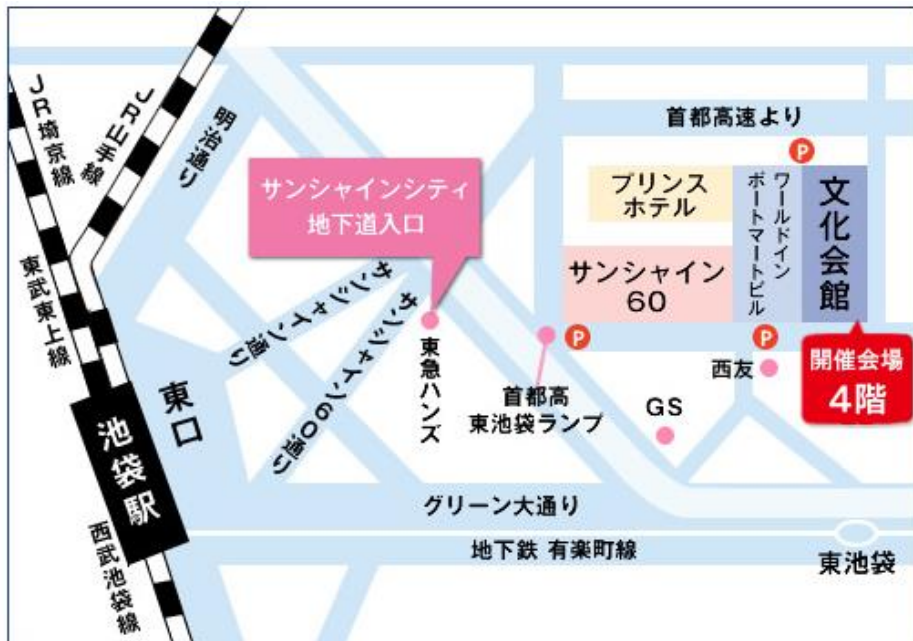 JR埼京線
JR山手線
明治通り
首都高速より
P
サンシャインシティ
地下道入口
プリンス
ホテル
ワールドイン
ポートマートビル
文化会館
サンシャイン
60
東武東上線
サンシャイン通り
サンシャイン60通り
東急ハンズ
P
P
首都高
東池袋ランプ
西友
開催会場
4階
東口
GS
池袋駅
グリーン大通り
西武池袋線
地下鉄 有楽町線
東池袋